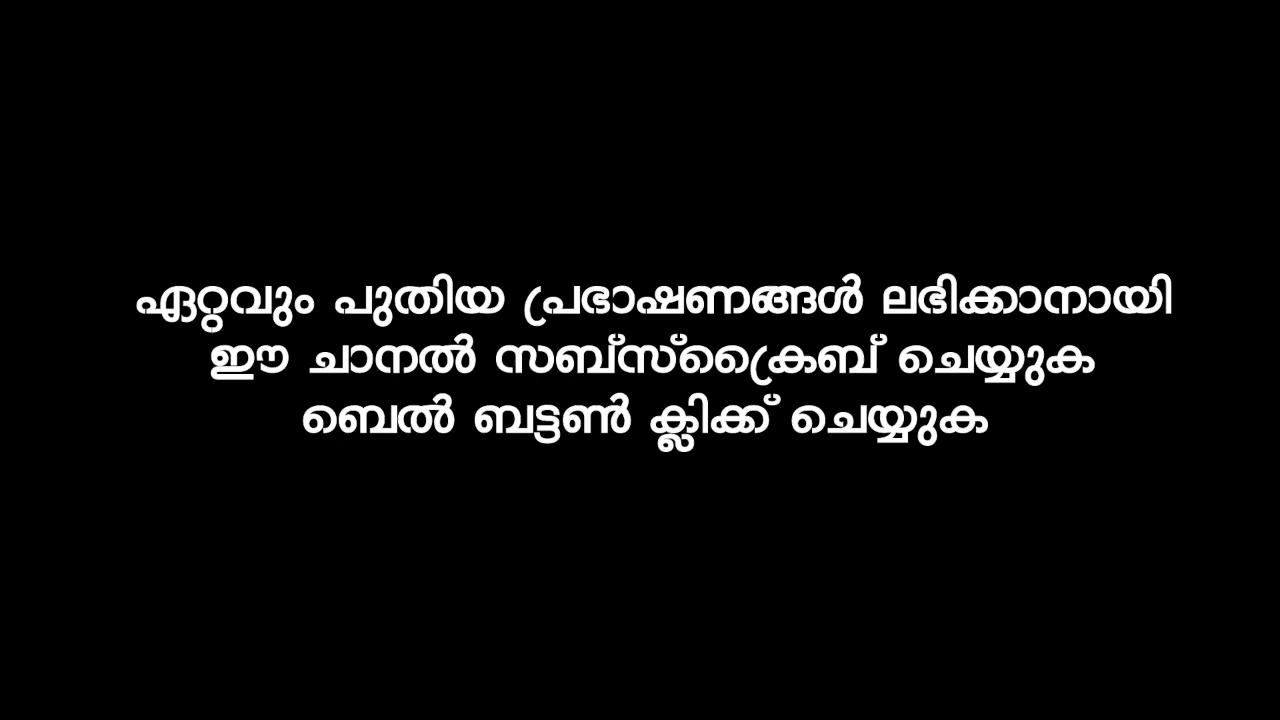 ഏറ്റവും പുതിയ പ്രഭാഷണങ്ങൾ ലഭിക്കാനായി
ഈ ചാനൽ സബ്സ്ക്രൈബ് ചെയ്യുക
ബെൽ ബട്ടൺ ക്ലിക്ക് ചെയ്യുക